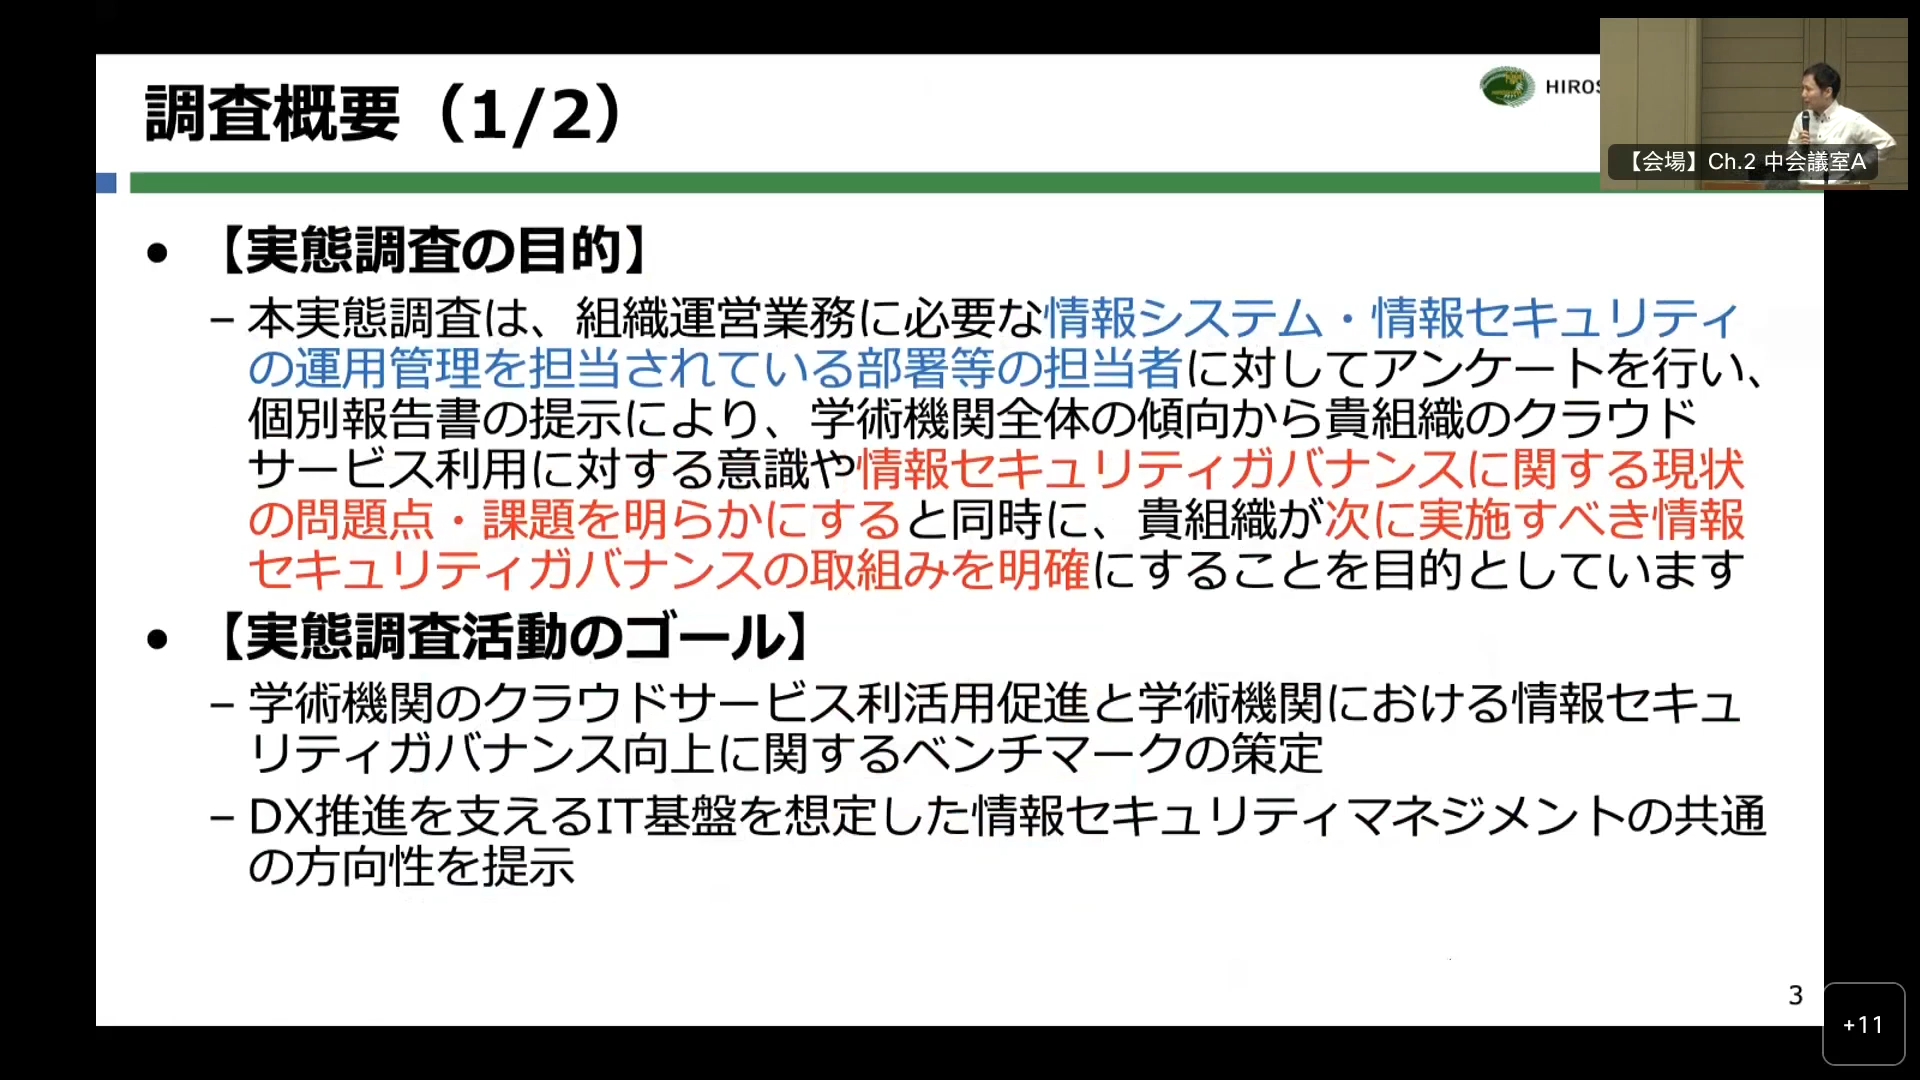 調査概要（1/2）
【会場】Ch.2 中会議室A
• 【実態調査の目的】
– 本実態調査は、組織運営業務に必要な情報システム・情報セキュリティ
の運用管理を担当されている部署等の担当者に対してアンケートを行い、
個別報告書の提示により、学術機関全体の傾向から貴組織のクラウド
サービス利用に対する意識や情報セキュリティガバナンスに関する現状
の問題点・課題を明らかにすると同時に、貴組織が次に実施すべき情報
セキュリティガバナンスの取組みを明確にすることを目的としています
• 【実態調査活動のゴール】
– 学術機関のクラウドサービス利活用促進と学術機関における情報セキュ
リティガバナンス向上に関するベンチマークの策定
– DX推進を支えるIT基盤を想定した情報セキュリティマネジメントの共通
の方向性を提示
3
+11